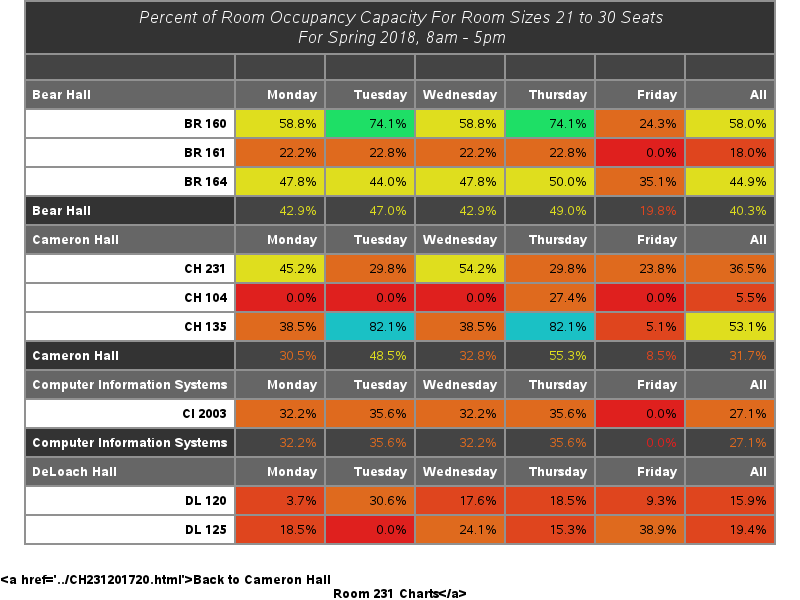 Percent of Room Occupancy Capacity For Room Sizes 21 to 30 Seats
For Spring 2018, 8am - 5pm
Bear Hall Monday Tuesday Wednesday Thursday Friday All
BR 160 58.8% 74.1% 58.8% 74.1% 24.3% 58.0%
BR 161 22.2% 22.8% 22.2% 22.8% 0.0% 18.0%
BR 164 47.8% 44.0% 47.8% 50.0% 35.1% 44.9%
Bear Hall 42.9% 47.0% 42.9% 49.0% 19.8% 40.3%
Cameron Hall Monday Tuesday Wednesday Thursday Friday All
CH 231 45.2% 29.8% 54.2% 29.8% 23.8% 36.5%
CH 104 0.0% 0.0% 0.0% 27.4% 0.0% 5.5%
CH 135 38.5% 82.1% 38.5% 82.1% 5.1% 53.1%
Cameron Hall 30.5% 48.5% 32.8% 55.3% 8.5% 31.7%
Computer Information Systems Monday Tuesday Wednesday Thursday Friday All
CI 2003 32.2% 35.6% 32.2% 35.6% 0.0% 27.1%
Computer Information Systems 32.2% 35.6% 32.2% 35.6% 0.0% 27.1%
DeLoach Hall Monday Tuesday Wednesday Thursday Friday All
DL 120 3.7% 30.6% 17.6% 18.5% 9.3% 15.9%
DL 125 18.5% 0.0% 24.1% 15.3% 38.9% 19.4%
<a href='../CH231201720.html'>Back to Cameron Hall
Room 231 Charts</a>